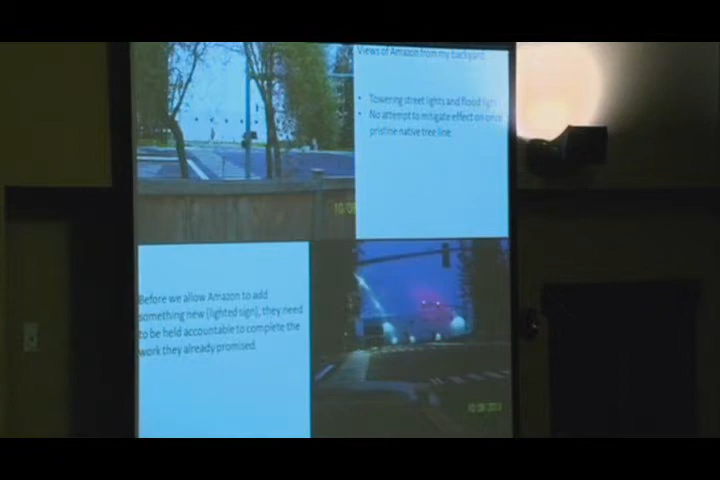 Views of Amazon from my backyard
• Towering street lights and flood light
• No attempt to mitigate effect on once
pristine native tree line
Before we allow Amazon to add
something new (lighted sign), they need
to be held accountable to complete the
work they already promised.